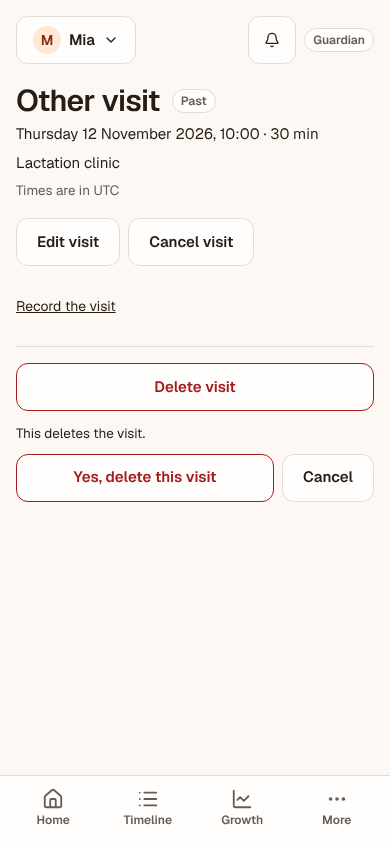 M Mia
Guardian
Other visit Past
Thursday 12 November 2026, 10:00 · 30 min
Lactation clinic
Times are in UTC
Edit visit Cancel visit
Record the visit
Delete visit
This deletes the visit.
Yes, delete this visit Cancel
Home Timeline Growth More